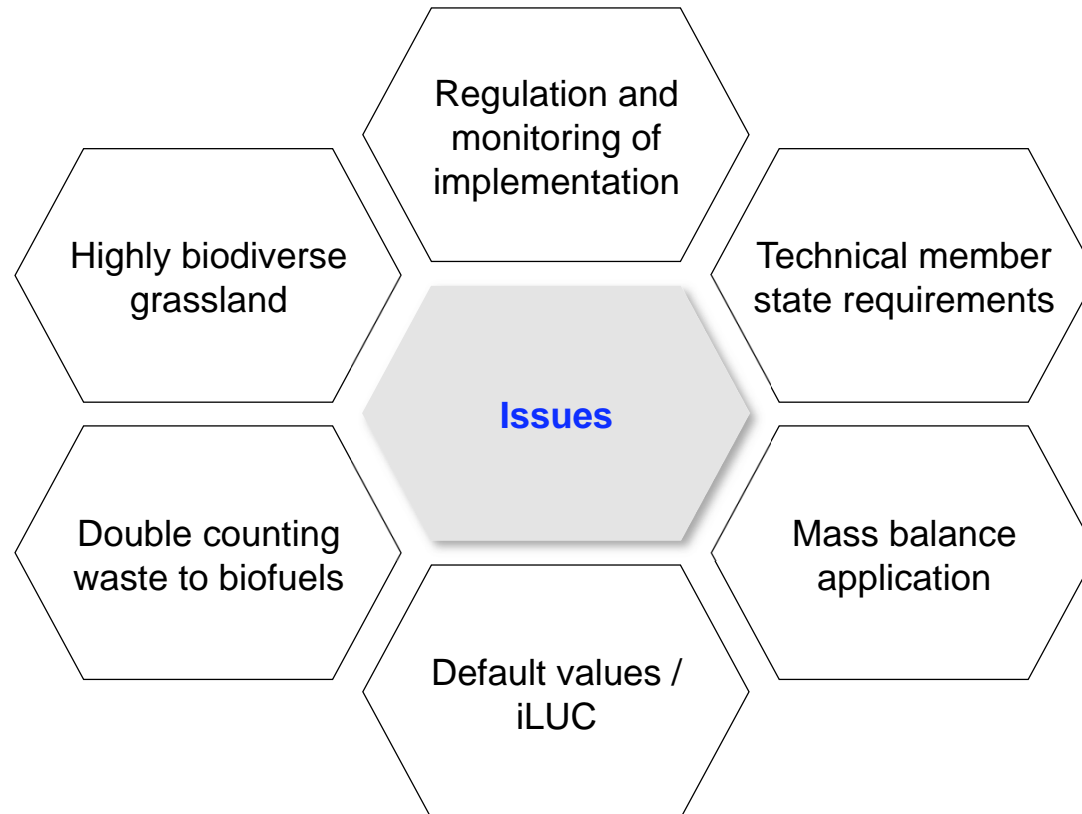 Regulation and
monitoring of
implementation
Highly biodiverse
grassland
Technical member
state requirements
Issues
Double counting
waste to biofuels
Mass balance
application
Default values /
iLUC